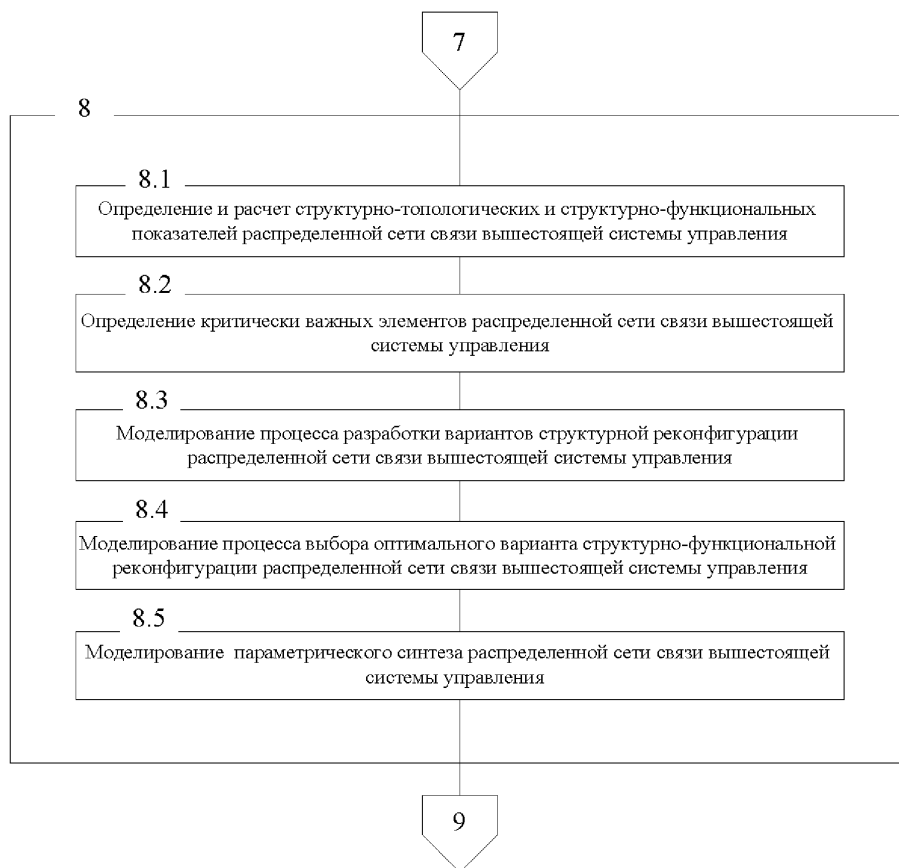 7
8
8.1
Определение и расчет структурно-топологических и структурно-функциональных
показателей распределенной сети связи вышестоящей системы управления
8.2
Определение критически важных элементов распределенной сети связи вышестоящей
системы управления
8.3
Моделирование процесса разработки вариантов структурной реконфигурации
распределенной сети связи вышестоящей системы управления
8.4
Моделирование процесса выбора оптимального варианта структурно-функциональной
реконфигурации распределенной сети связи вышестоящей системы управления
8.5
Моделирование параметрического синтеза распределенной сети связи вышестоящей
системы управления
9